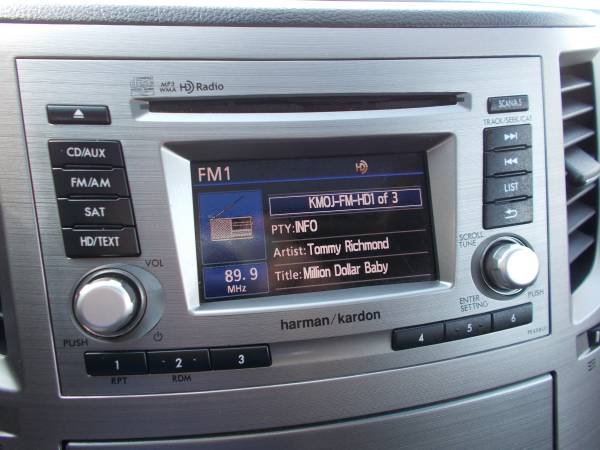 MP3
WMA
HD Radio
SCAN/AS
TRACK/SEEK/CAT
CD/AUX
FM/AM
SAT
HD/TEXT
LIST
FM1
HD
KMOJ-FM-HD1 of 3
PTY: INFO
Artist: Tommy Richmond
89.9
MHz
Title: Million Dollar Baby
VOL
PUSH
SCROLL
TUNE
ENTER
SETTING
PUSH
harman/kardon
1
2
3
4
5
6
RPT
RDM